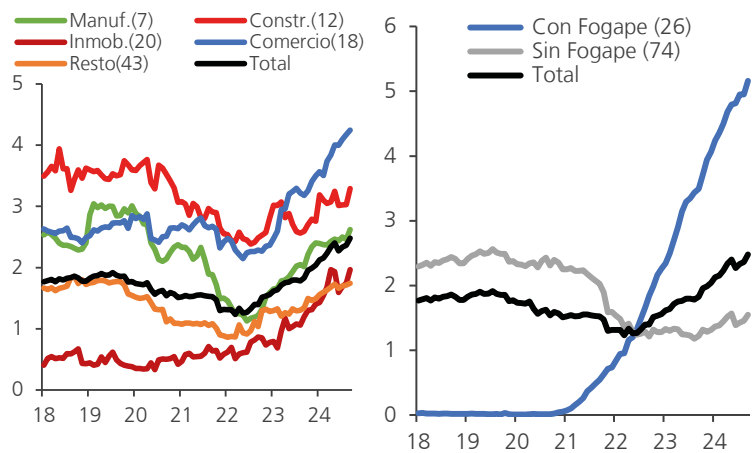 Manuf.(7) Constr.(12)
Inmob.(20) Comercio(18)
Resto(43) Total
5
4
3
2
1
0
18 19 20 21 22 23 24
Con Fogape (26)
Sin Fogape (74)
Total
6
5
4
3
2
1
0
18 19 20 21 22 23 24